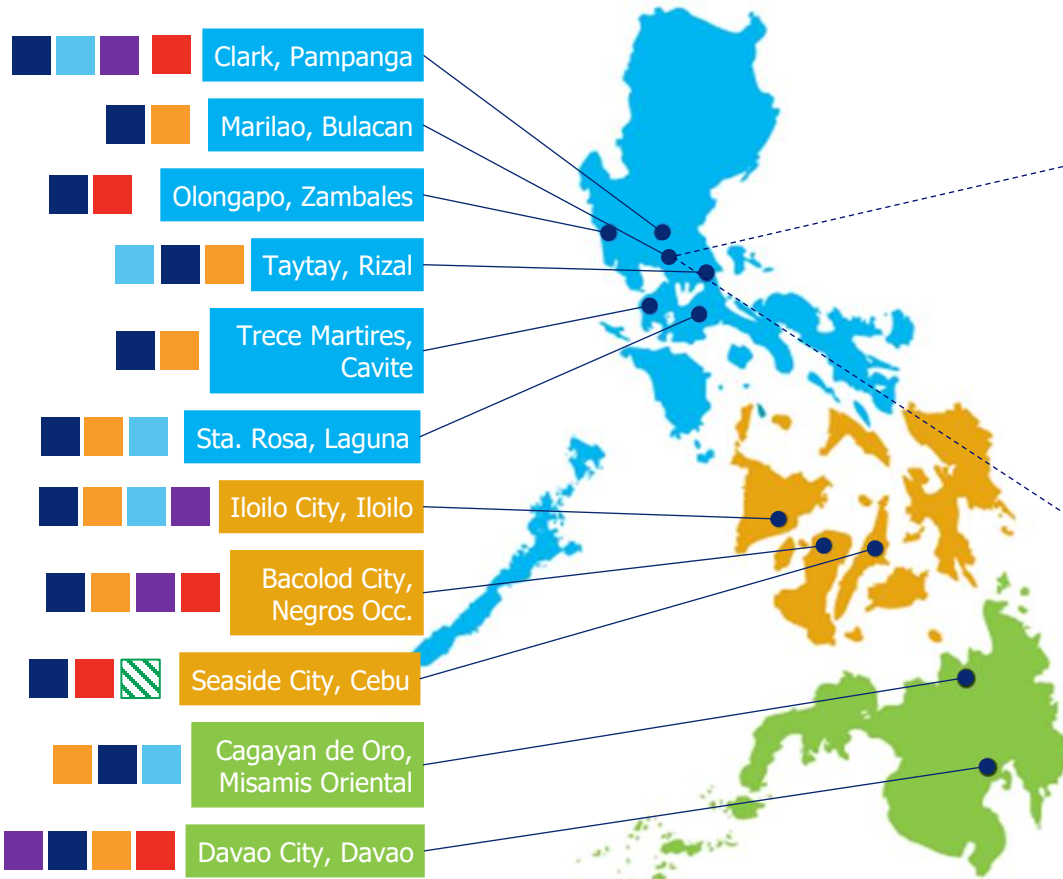 Clark, Pampanga
Marilao, Bulacan
Olongapo, Zambales
Taytay, Rizal
Trece Martires,
Cavite
Sta. Rosa, Laguna
Iloilo City, Iloilo
Bacolod City,
Negros Occ.
Seaside City, Cebu
Cagayan de Oro,
Misamis Oriental
Davao City, Davao